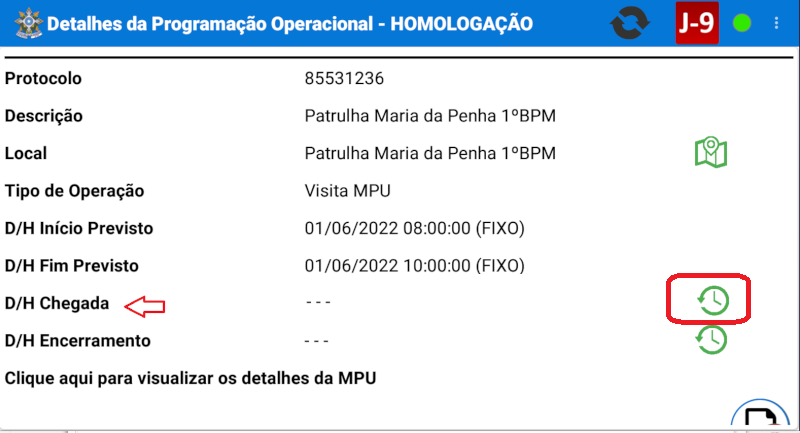 Detalhes da Programação Operacional - HOMOLOGAÇÃO J-9
Protocolo 85531236
Descrição Patrulha Maria da Penha 1ºBPM
Local Patrulha Maria da Penha 1ºBPM
Tipo de Operação Visita MPU
D/H Início Previsto 01/06/2022 08:00:00 (FIXO)
D/H Fim Previsto 01/06/2022 10:00:00 (FIXO)
D/H Chegada - - -
D/H Encerramento - - -
Clique aqui para visualizar os detalhes da MPU